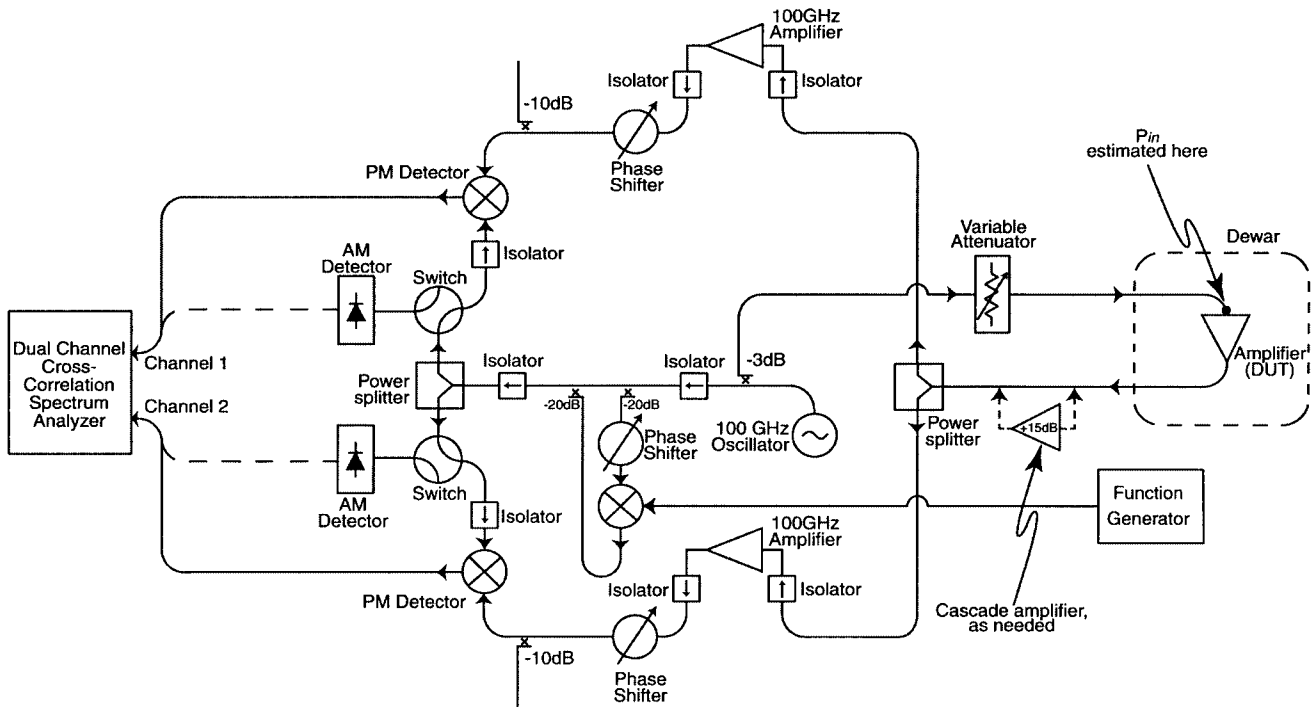 100GHz
Amplifier
Isolator
Isolator
-10dB
Phase
Shifter
PM Detector
Isolator
AM
Detector
Switch
Pin
estimated here
Variable
Attenuator
Dewar
Dual Channel
Cross-
Correlation
Spectrum
Analyzer
Channel 1
Channel 2
Power
splitter
Isolator
-20dB
-20dB
Isolator
-3dB
Phase
Shifter
100 GHz
Oscillator
Power
splitter
Amplifier
(DUT)
+15dB
AM
Detector
Switch
Isolator
Function
Generator
100GHz
Amplifier
Isolator
Isolator
PM Detector
-10dB
Phase
Shifter
Cascade amplifier,
as needed